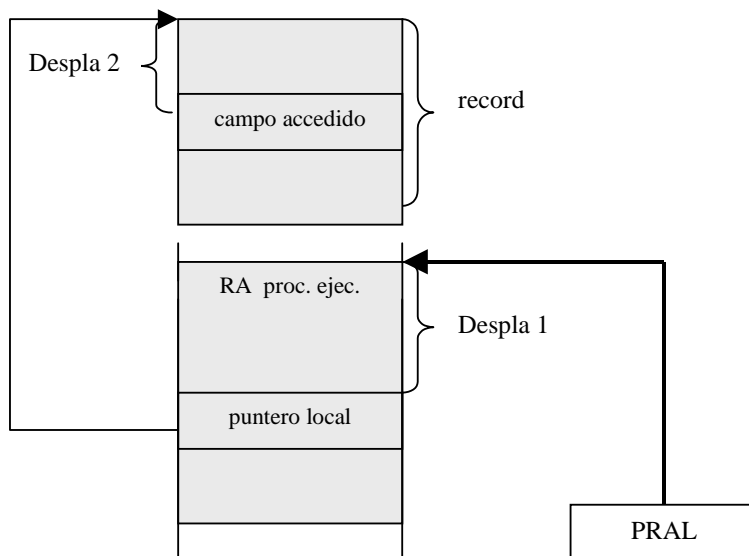 Despla 2
campo accedido
record
RA proc. ejec.
Despla 1
puntero local
PRAL